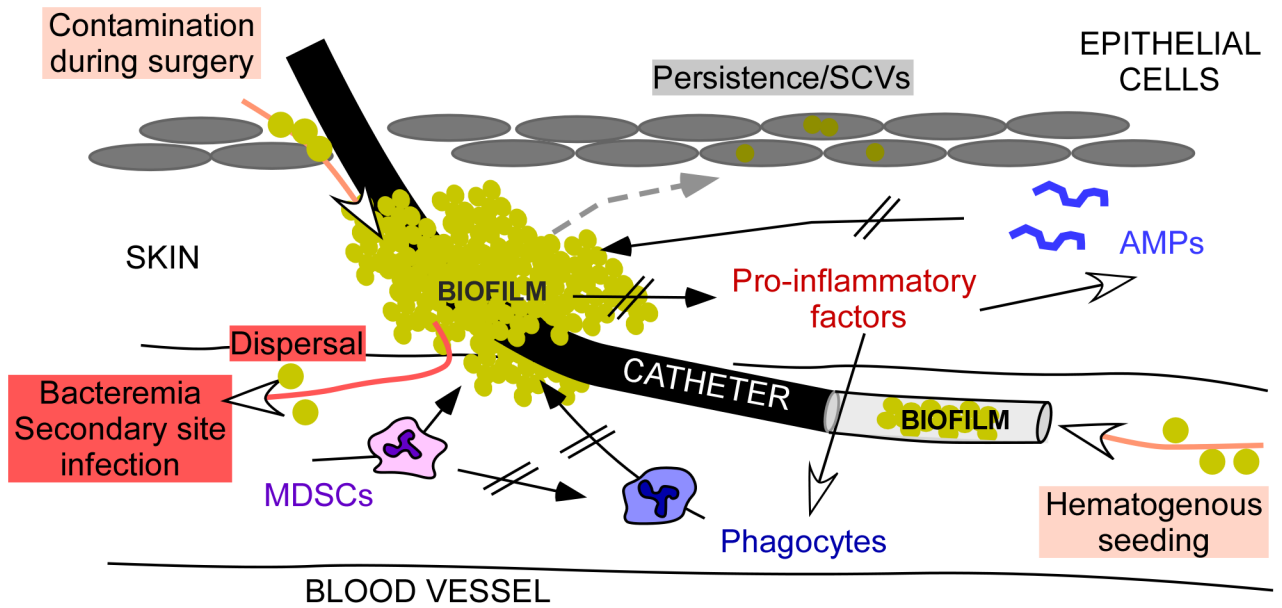 Contamination
during surgery
EPITHELIAL
CELLS
Persistence/SCVs
SKIN
AMPs
BIOFILM
Pro-inflammatory
factors
Dispersal
CATHETER
Bacteremia
Secondary site
infection
BIOFILM
MDSCs
Hematogenous
seeding
Phagocytes
BLOOD VESSEL